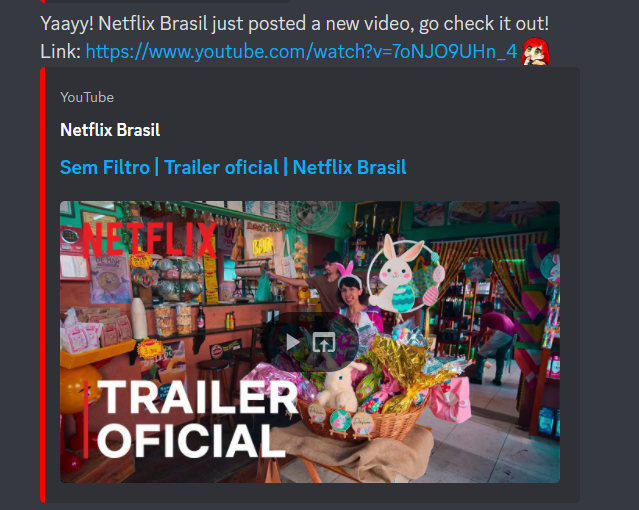 Yaayy! Netflix Brasil just posted a new video, go check it out!
Link: https://www.youtube.com/watch?v=7oNJO9UHn_4
YouTube
Netflix Brasil
Sem Filtro | Trailer oficial | Netflix Brasil
NETFLIX
TRAILER
OFICIAL